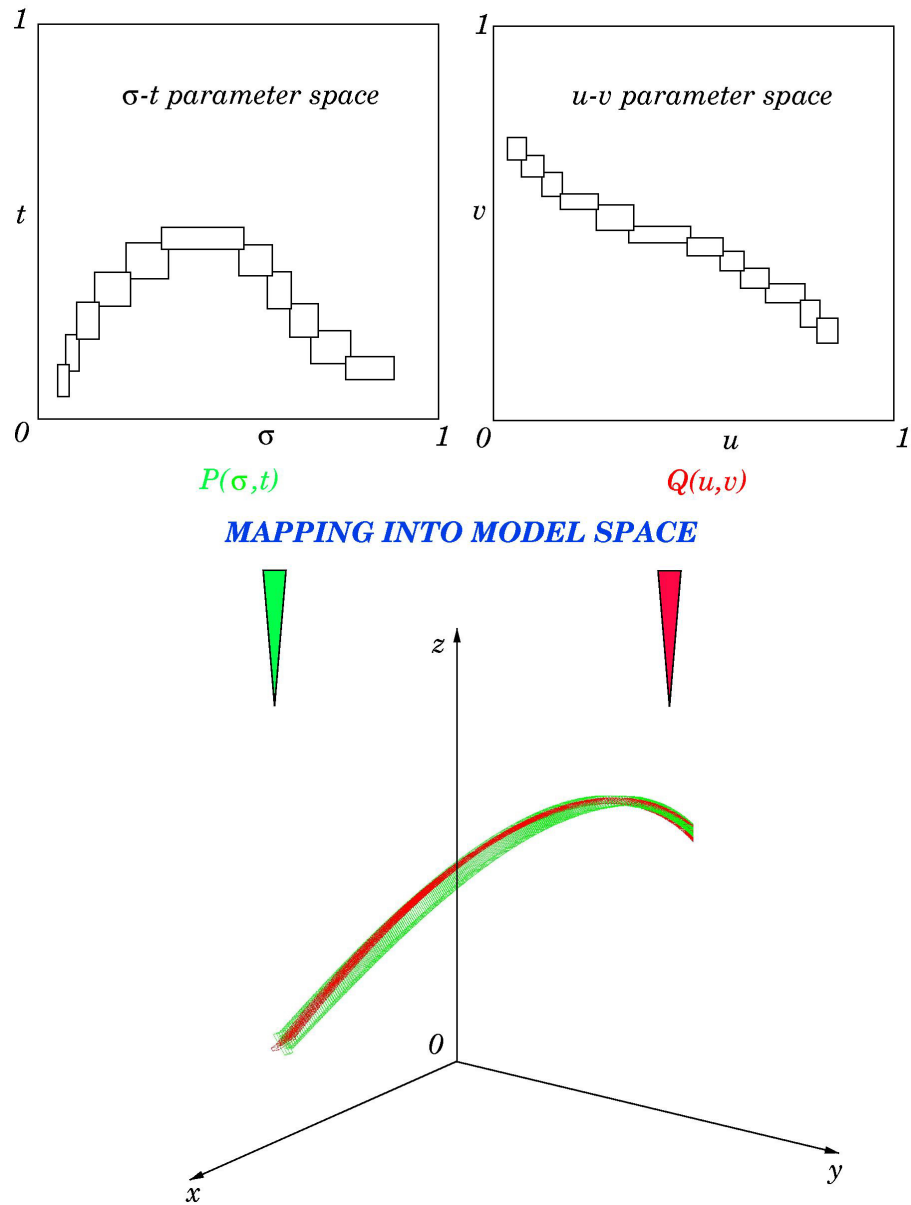 1
σ-t parameter space
t
0
σ
1
1
u-v parameter space
v
0
u
1
P(σ,t)
Q(u,v)
MAPPING INTO MODEL SPACE
z
0
x
y